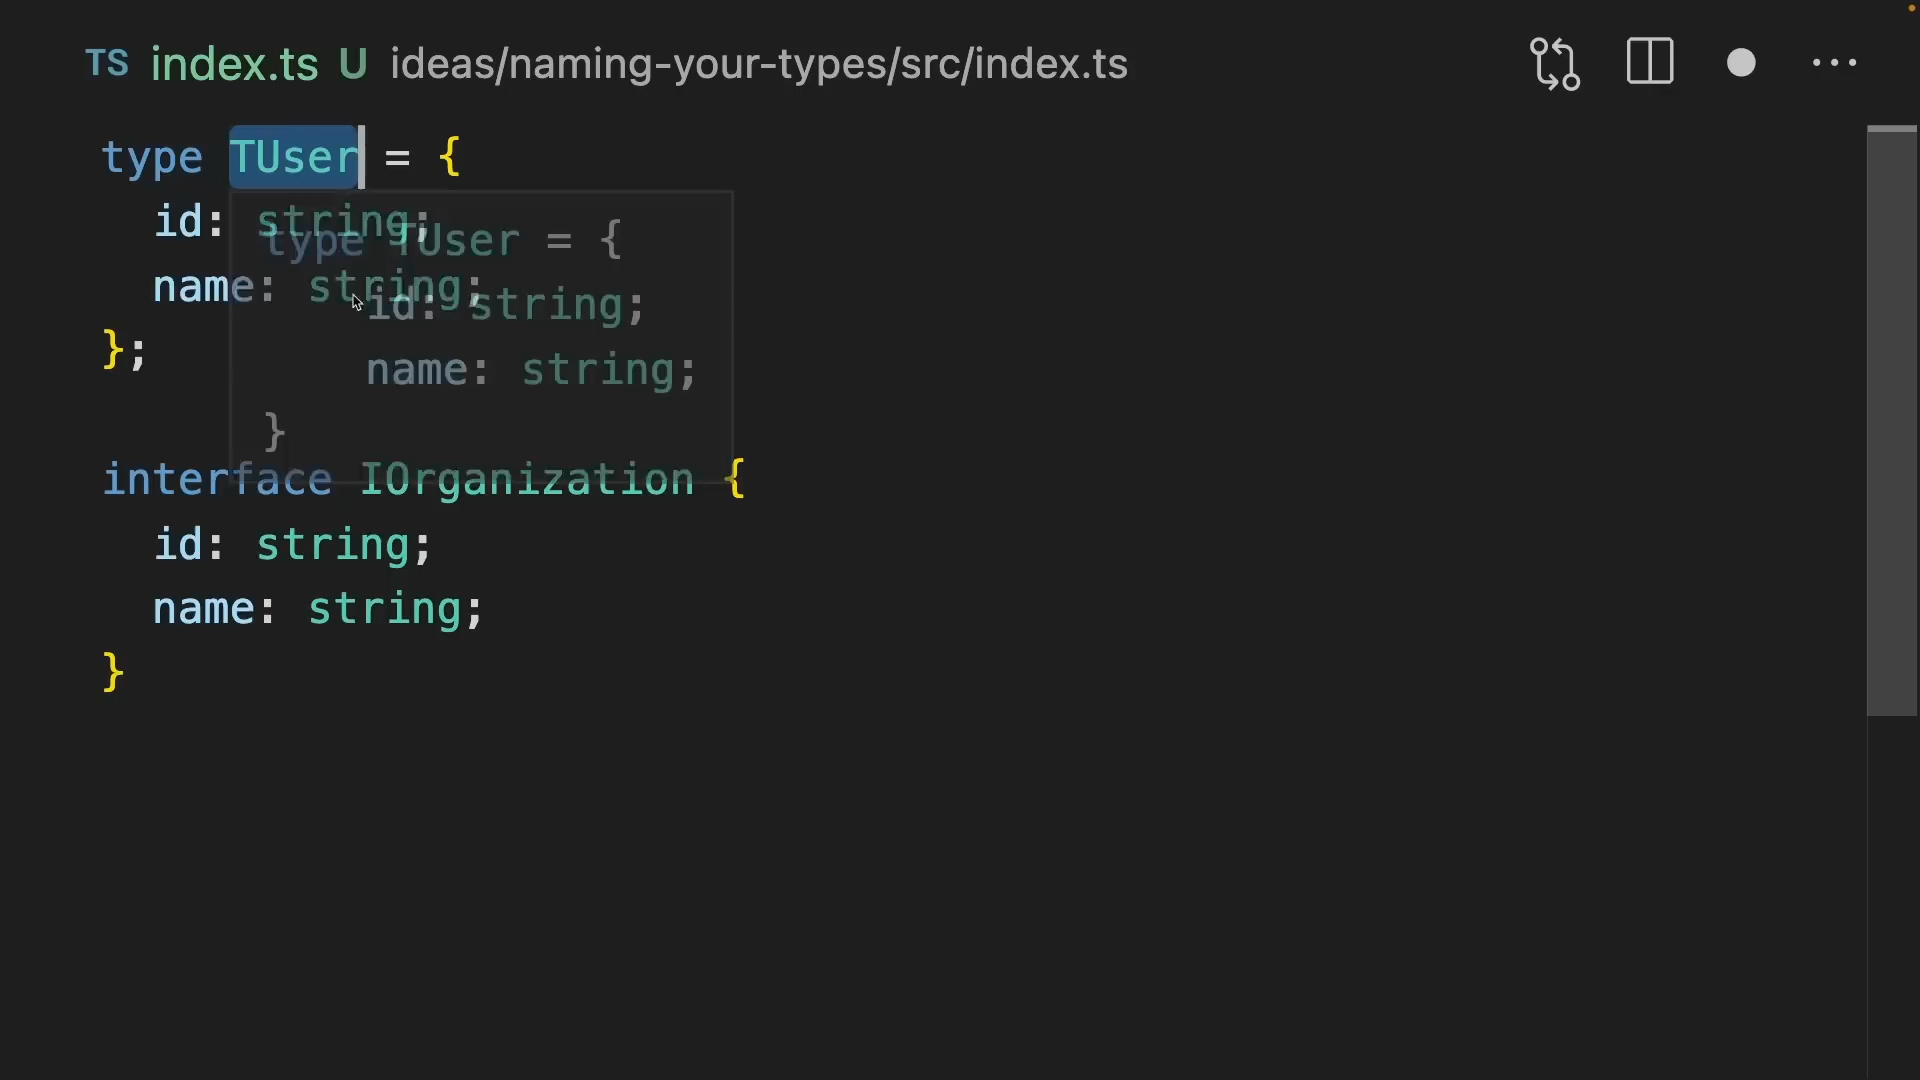 TS index.ts U ideas/naming-your-types/src/index.ts
type TUser = {
  id: string;
  name: string;
};
type TUser = {
    id: string;
    name: string;
}
interface IOrganization {
  id: string;
  name: string;
}